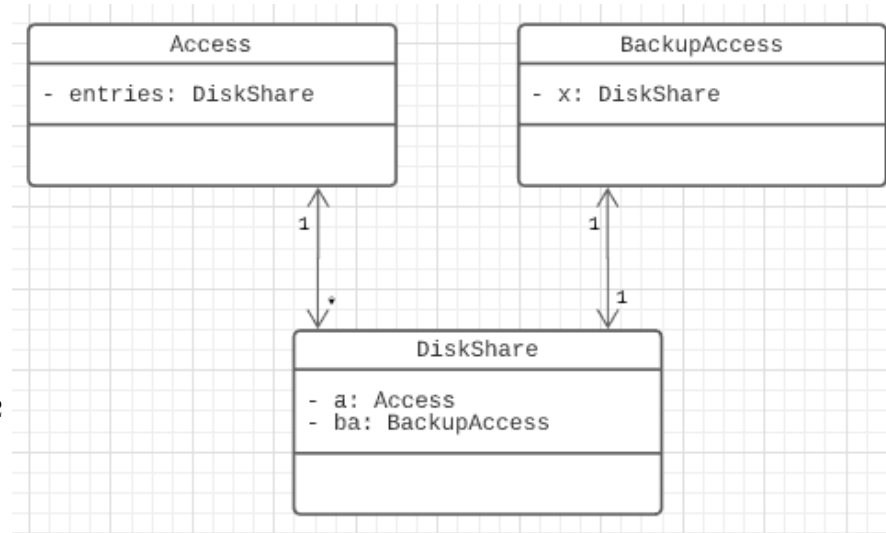 Access
- entries: DiskShare
BackupAccess
- x: DiskShare
1
*
1
1
DiskShare
- a: Access
- ba: BackupAccess